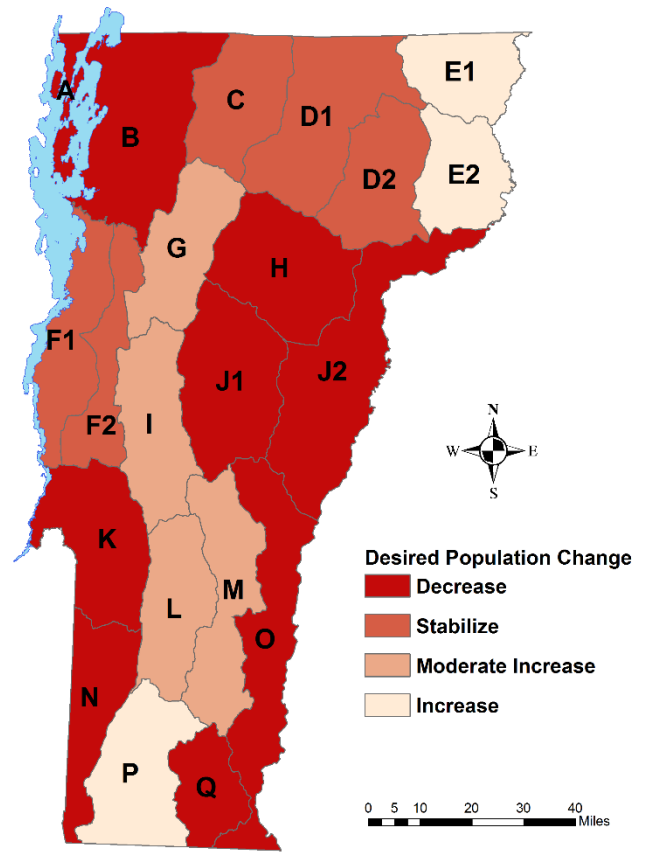 E1
A
C
D1
B
D2
E2
G
H
F1
J2
J1
F2
I
N
W E
S
K
Desired Population Change
Decrease
M
L
Stabilize
O
Moderate Increase
N
Increase
P
Q
0 5 10 20 30 40
Miles